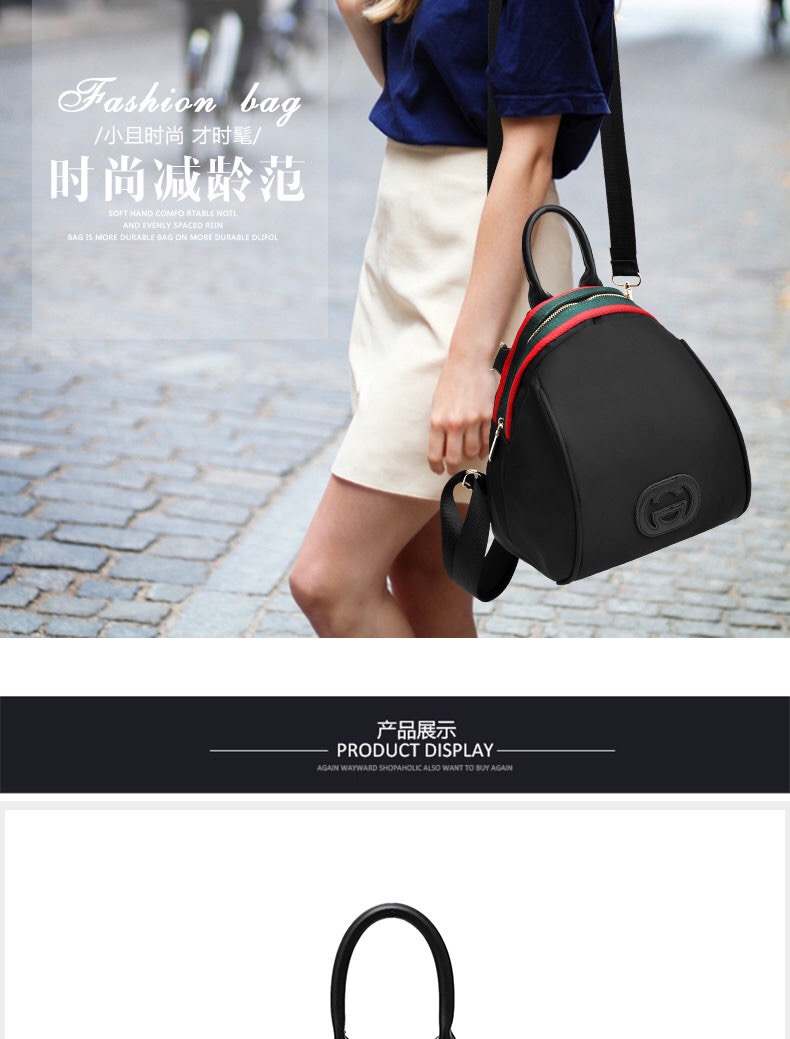 Fashion bag
/小且时尚 才时髦/
时尚减龄范
SOFT HAND COMFO RTABLE NOTL
AND EVENLY SPACED REIN
BAG IS MORE DURABLE BAG ON MORE DURABLE DLIFOL
产品展示
PRODUCT DISPLAY
AGAIN WAYWARD SHOPAHOLIC ALSO WANT TO BUY AGAIN